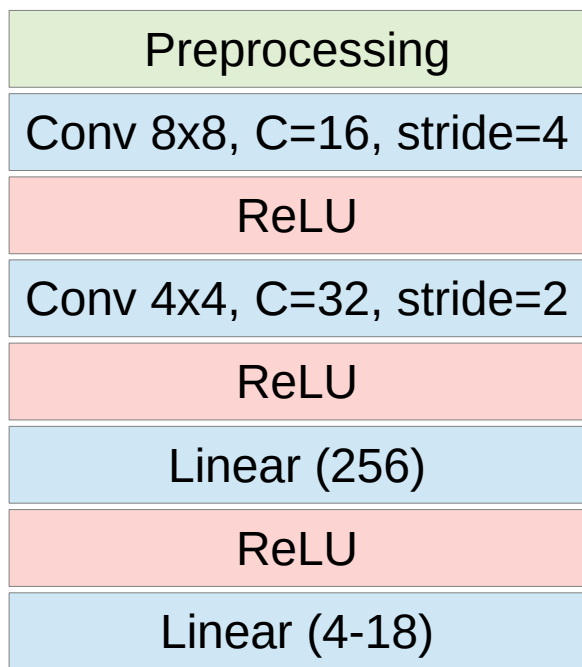 Preprocessing
Conv 8x8, C=16, stride=4
ReLU
Conv 4x4, C=32, stride=2
ReLU
Linear (256)
ReLU
Linear (4-18)